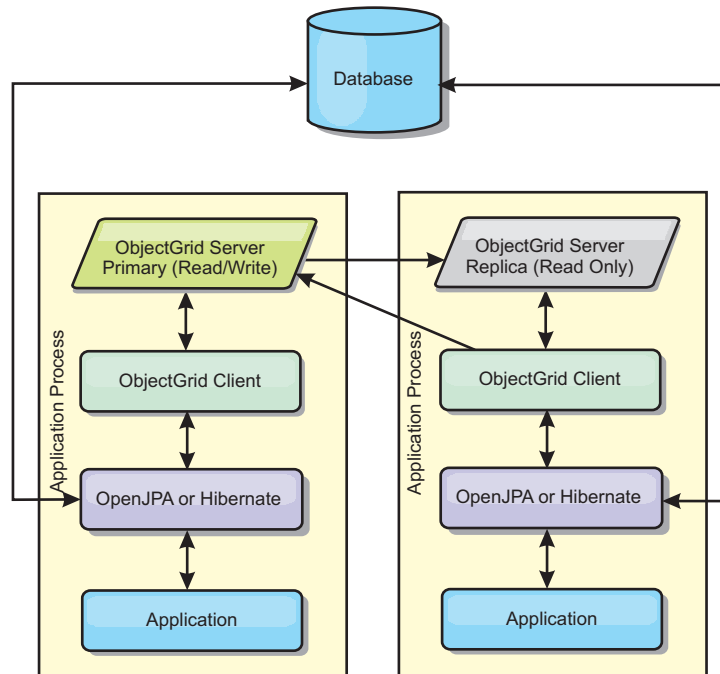 Database
ObjectGrid Server
Primary (Read/Write)
ObjectGrid Client
OpenJPA or Hibernate
Application
Application Process
ObjectGrid Server
Replica (Read Only)
ObjectGrid Client
OpenJPA or Hibernate
Application
Application Process